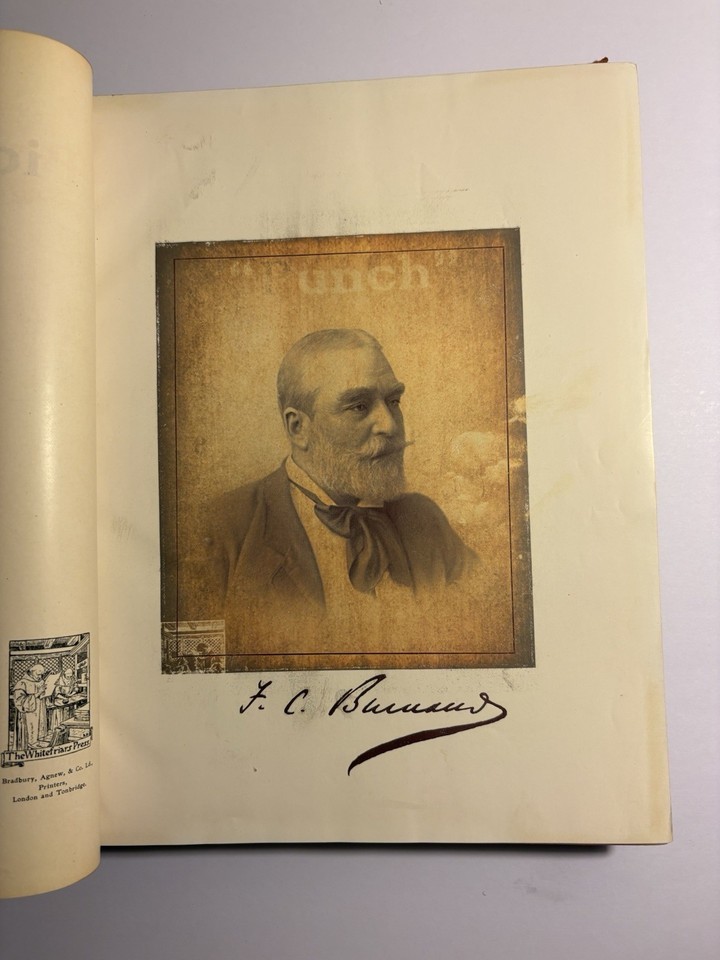 "Punch"
F. C. Burnand
The Whitefriars Press
Bradbury, Agnew, & Co. Ld.
Printers,
London and Tonbridge.